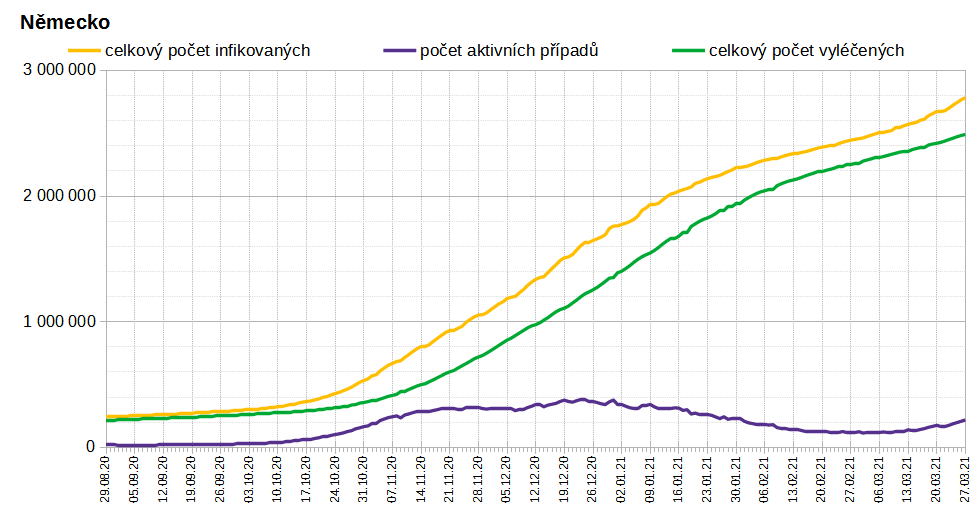 Německo
celkový počet infikovaných počet aktivních případů celkový počet vyléčených
3 000 000
2 000 000
1 000 000
0
29.08.20 05.09.20 12.09.20 19.09.20 26.09.20 03.10.20 10.10.20 17.10.20 24.10.20 31.10.20 07.11.20 14.11.20 21.11.20 28.11.20 05.12.20 12.12.20 19.12.20 26.12.20 02.01.21 09.01.21 16.01.21 23.01.21 30.01.21 06.02.21 13.02.21 20.02.21 27.02.21 06.03.21 13.03.21 20.03.21 27.03.21